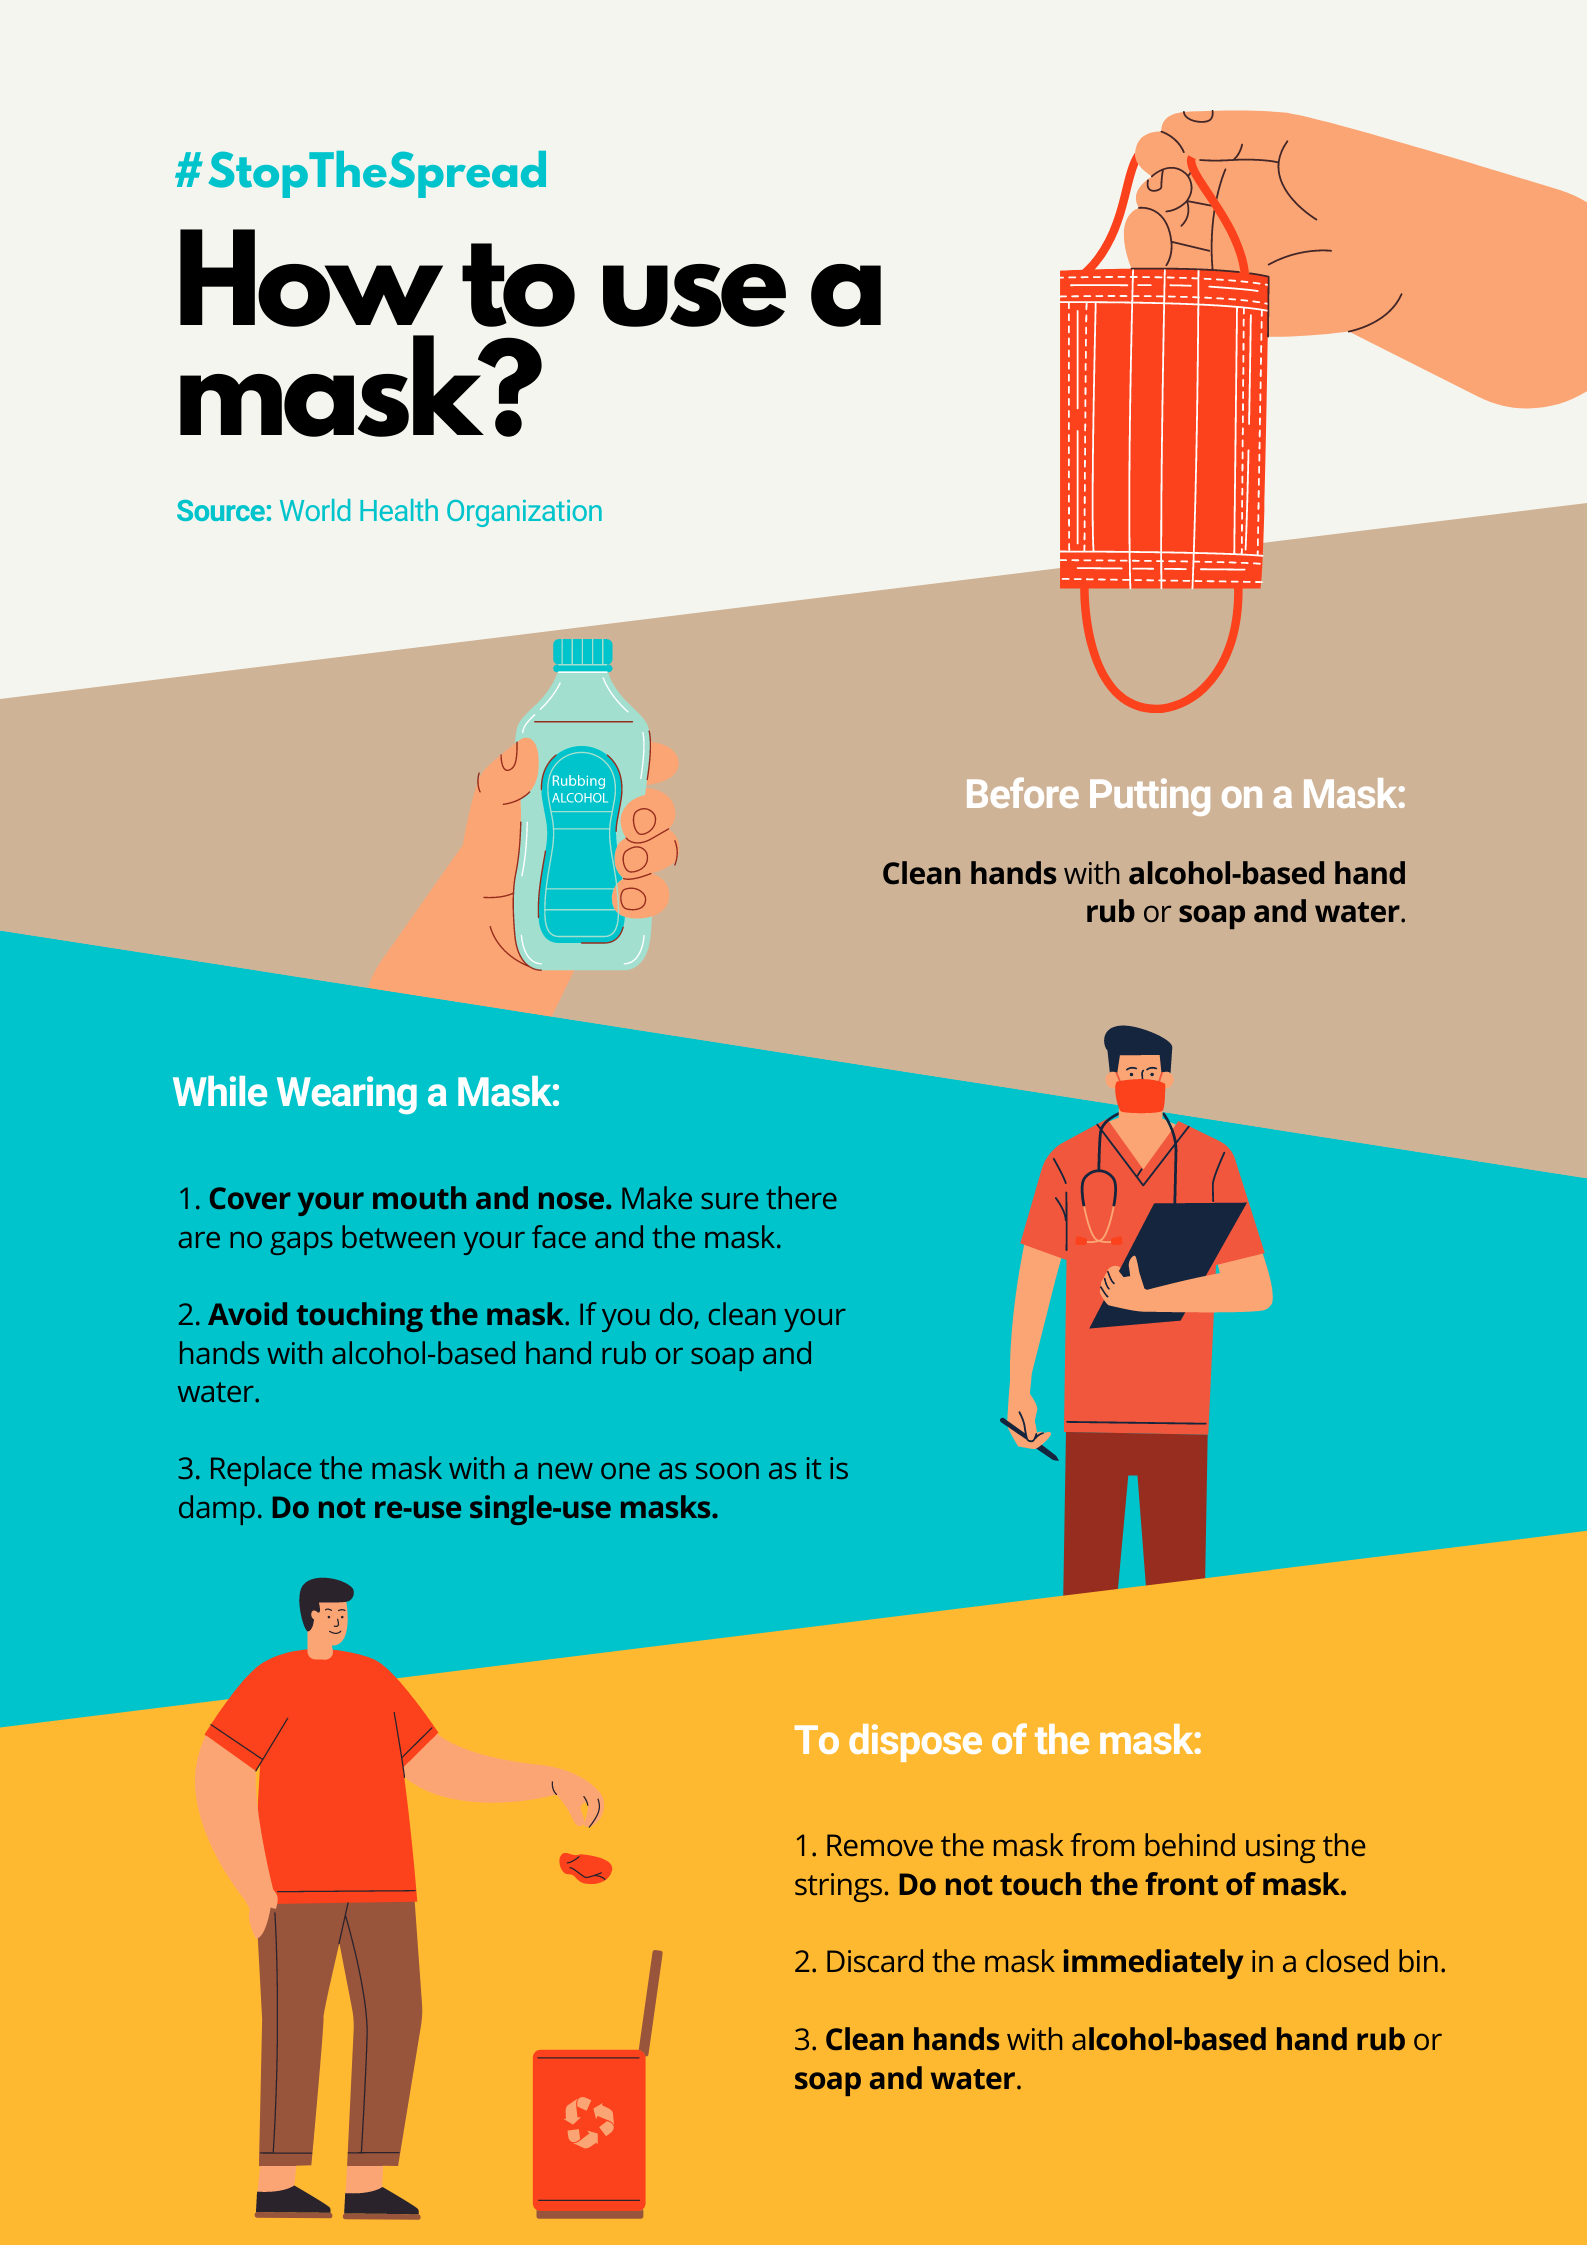 #StopTheSpread
How to use a
mask?
Source: World Health Organization
Rubbing
ALCOHOL
Before Putting on a Mask:
Clean hands with alcohol-based hand
rub or soap and water.
While Wearing a Mask:
1. Cover your mouth and nose. Make sure there
are no gaps between your face and the mask.
2. Avoid touching the mask. If you do, clean your
hands with alcohol-based hand rub or soap and
water.
3. Replace the mask with a new one as soon as it is
damp. Do not re-use single-use masks.
To dispose of the mask:
1. Remove the mask from behind using the
strings. Do not touch the front of mask.
2. Discard the mask immediately in a closed bin.
3. Clean hands with alcohol-based hand rub or
soap and water.